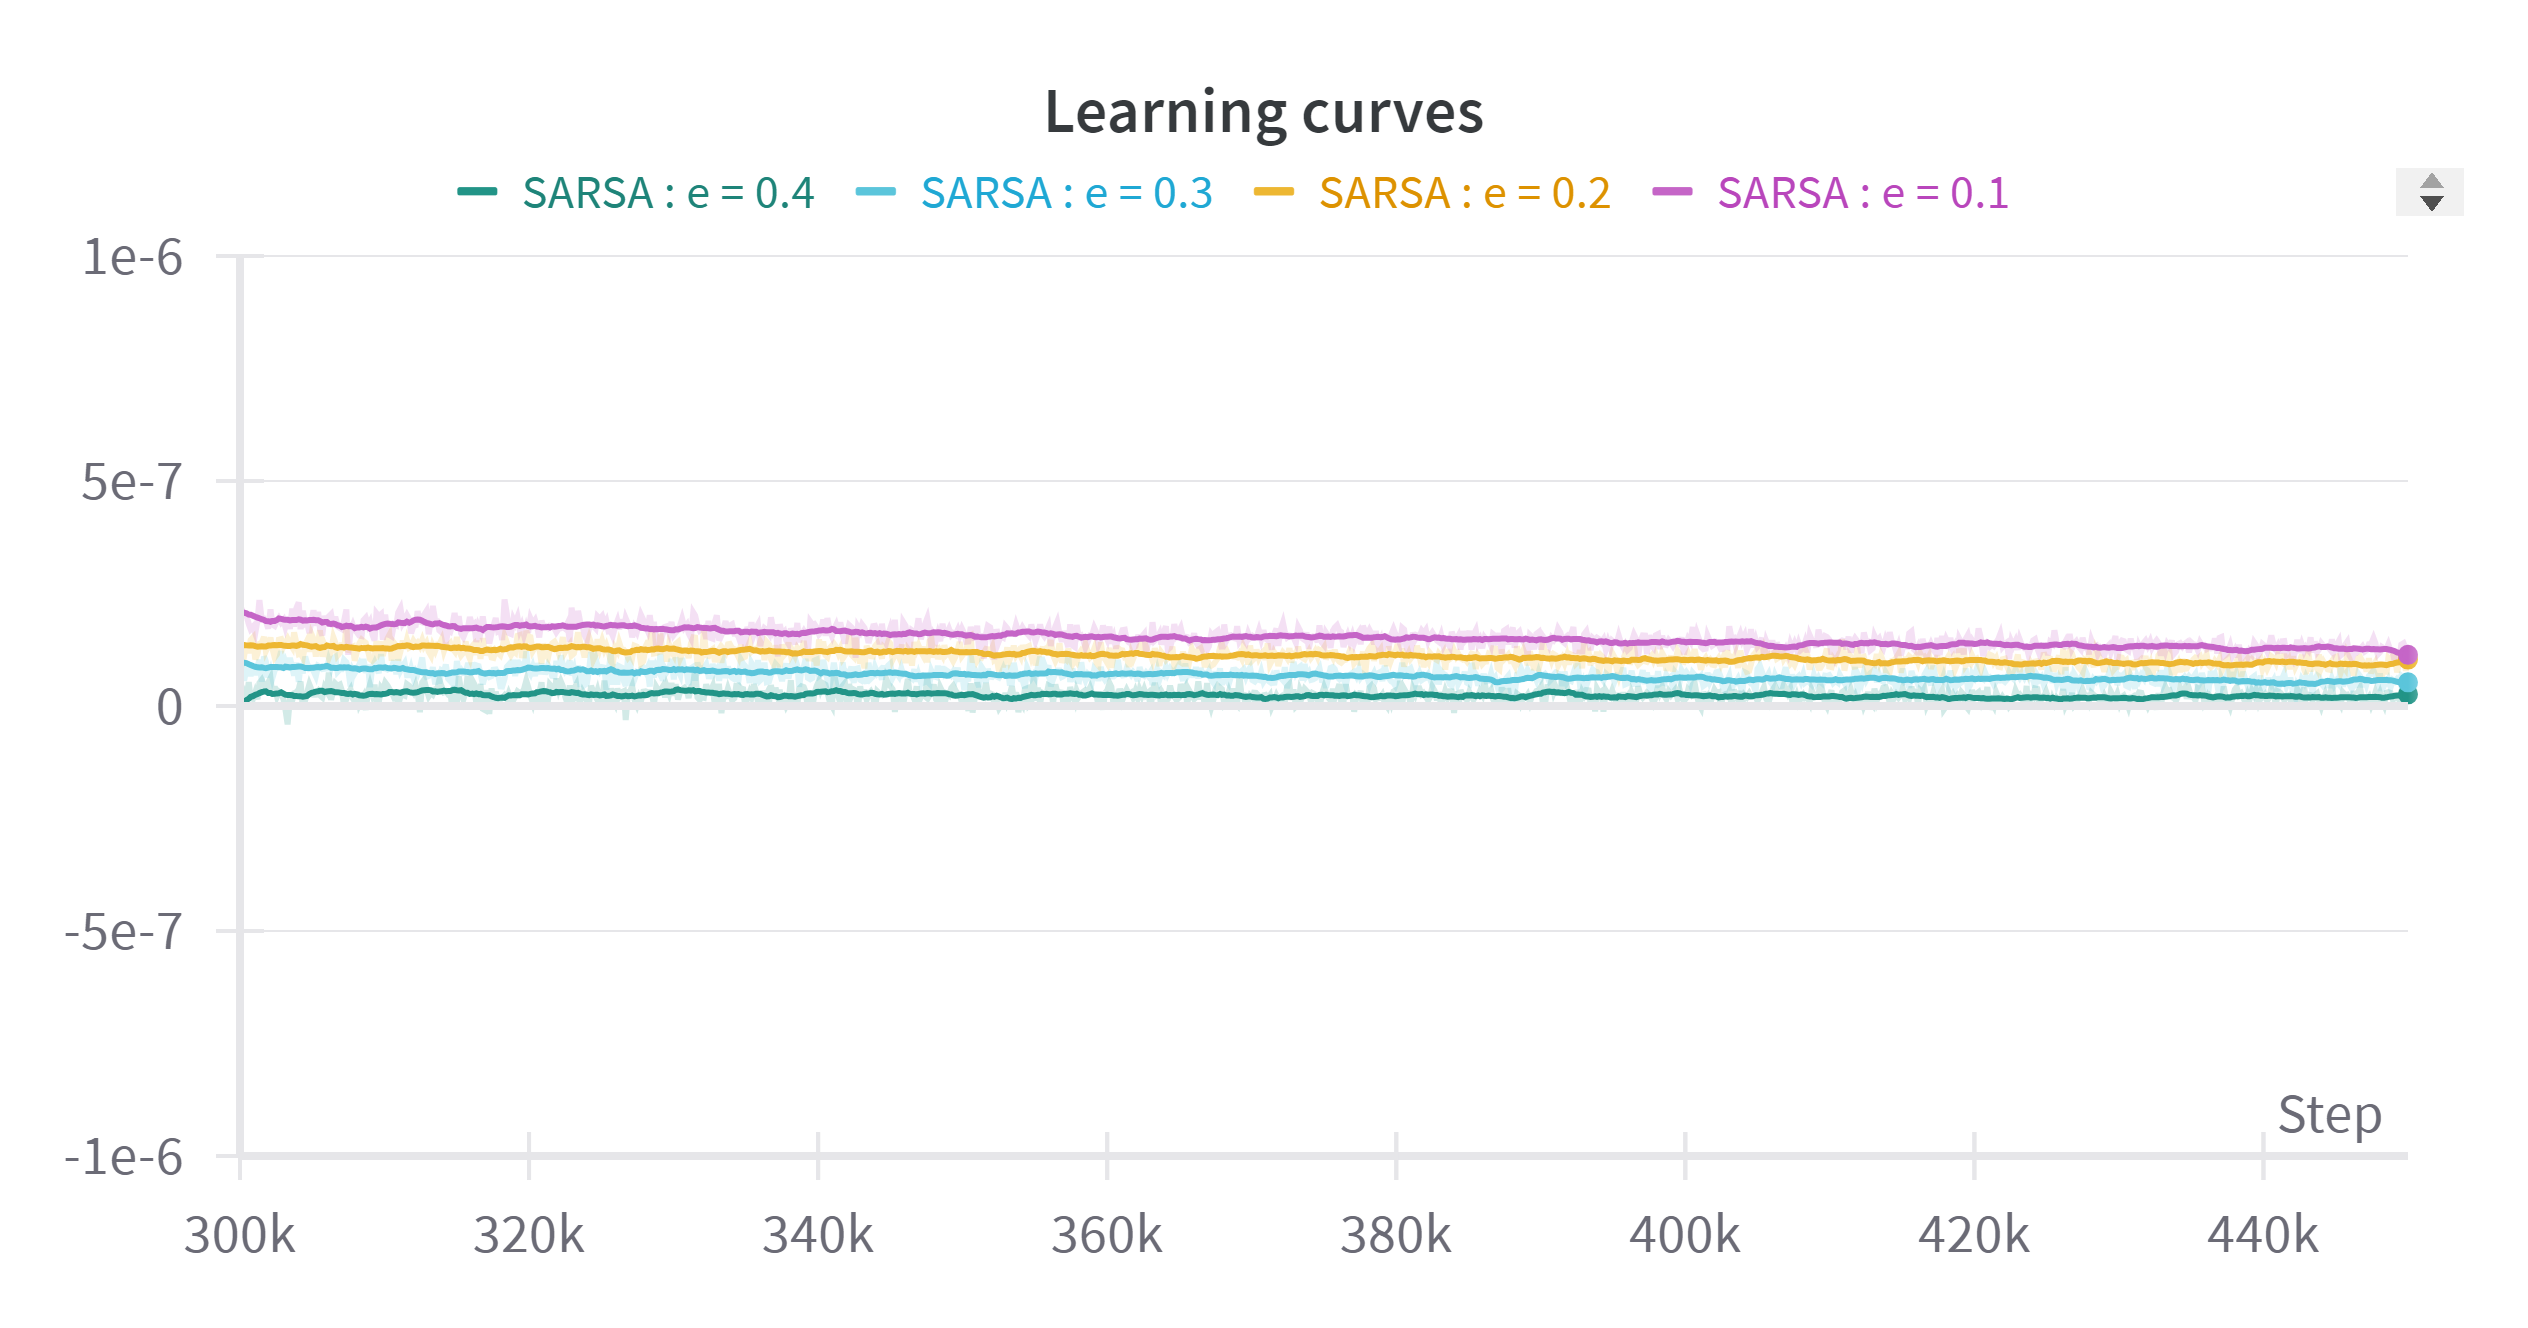 Learning curves
SARSA : e = 0.4 SARSA : e = 0.3 SARSA : e = 0.2 SARSA : e = 0.1
1e-6
5e-7
0
-5e-7
-1e-6
Step
300k 320k 340k 360k 380k 400k 420k 440k